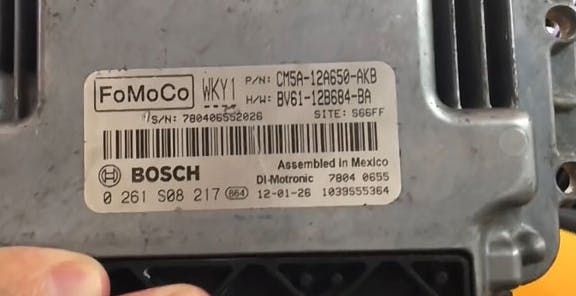 FoMoCo WKY1 P/N: CM5A-12A650-AKB
H/W: BV61-12B684-BA
S/N: 780406552026 SITE: S66FF
BOSCH Assembled in Mexico
DI-Motronic 7804 0655
0 261 S08 217 864 12-01-26 1039S55364